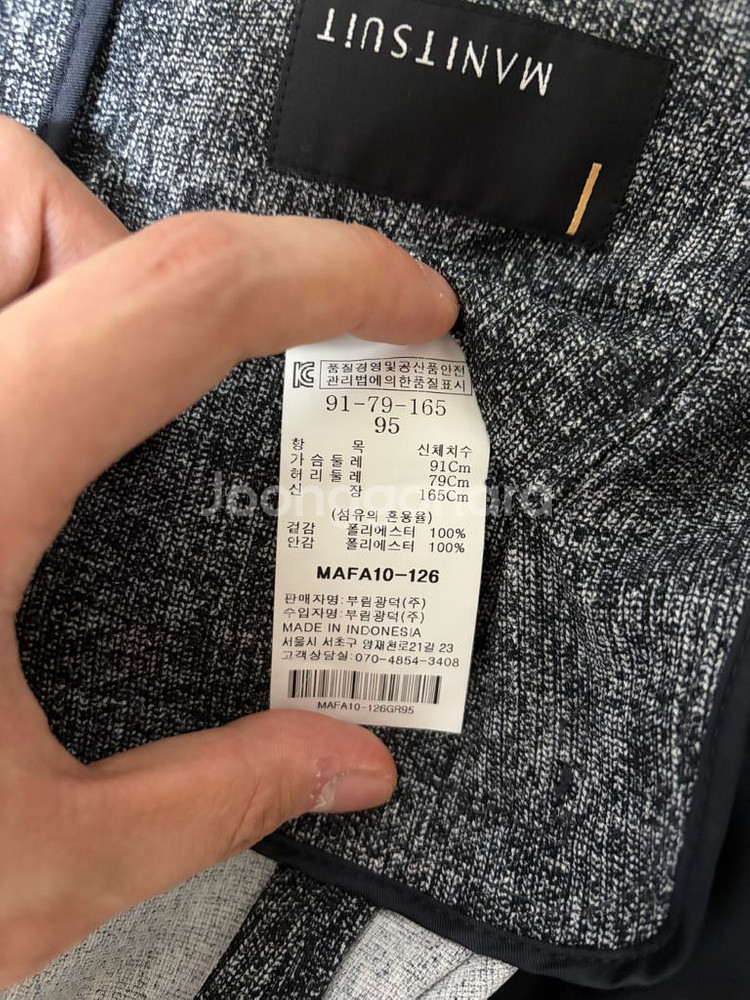 MANITSUiT
품질경영및공산품안전
관리법에의한품질표시
91-79-165
95
항 목 신체치수
가슴둘레 91Cm
허리둘레 79Cm
신 장 165Cm
(섬유의 혼용율)
겉감 폴리에스터 100%
안감 폴리에스터 100%
MAFA10-126
판매자명:부림광덕(주)
수입자명:부림광덕(주)
MADE IN INDONESIA
서울시 서초구 양재천로21길 23
고객상담실:070-4854-3408
MAFA10-126GR95
Joonggonara